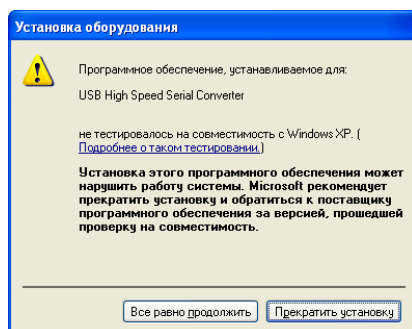 Установка оборудования
Программное обеспечение, устанавливаемое для:
USB High Speed Serial Converter
не тестировалось на совместимость с Windows XP. (
Подробнее о таком тестировании.)
Установка этого программного обеспечения может
нарушить работу системы. Microsoft рекомендует
прекратить установку и обратиться к поставщику
программного обеспечения за версией, прошедшей
проверку на совместимость.
Все равно продолжить
Прекратить установку